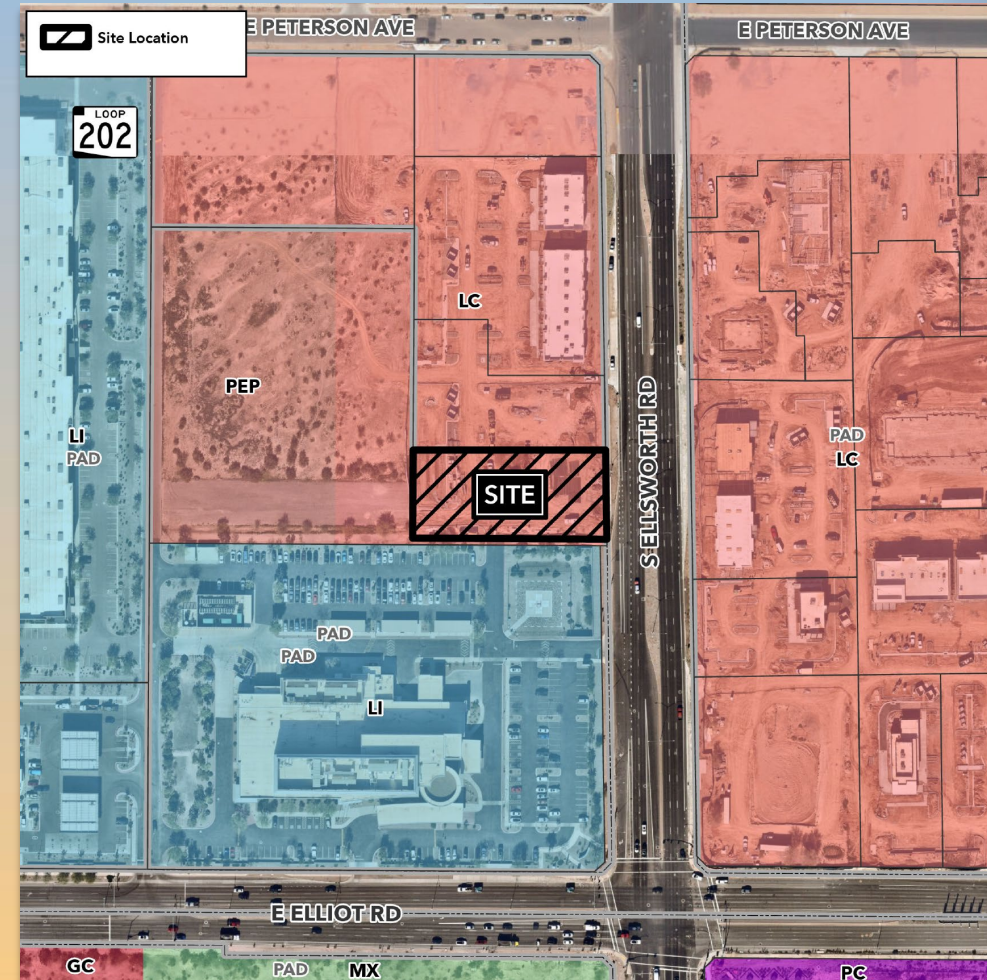 Site Location
E PETERSON AVE
E PETERSON AVE
LOOP
202
LC
PEP
S ELLSWORTH RD
LI
PAD
PAD
LC
SITE
PAD
PAD
LI
E ELLIOT RD
GC
PAD
MX
PC